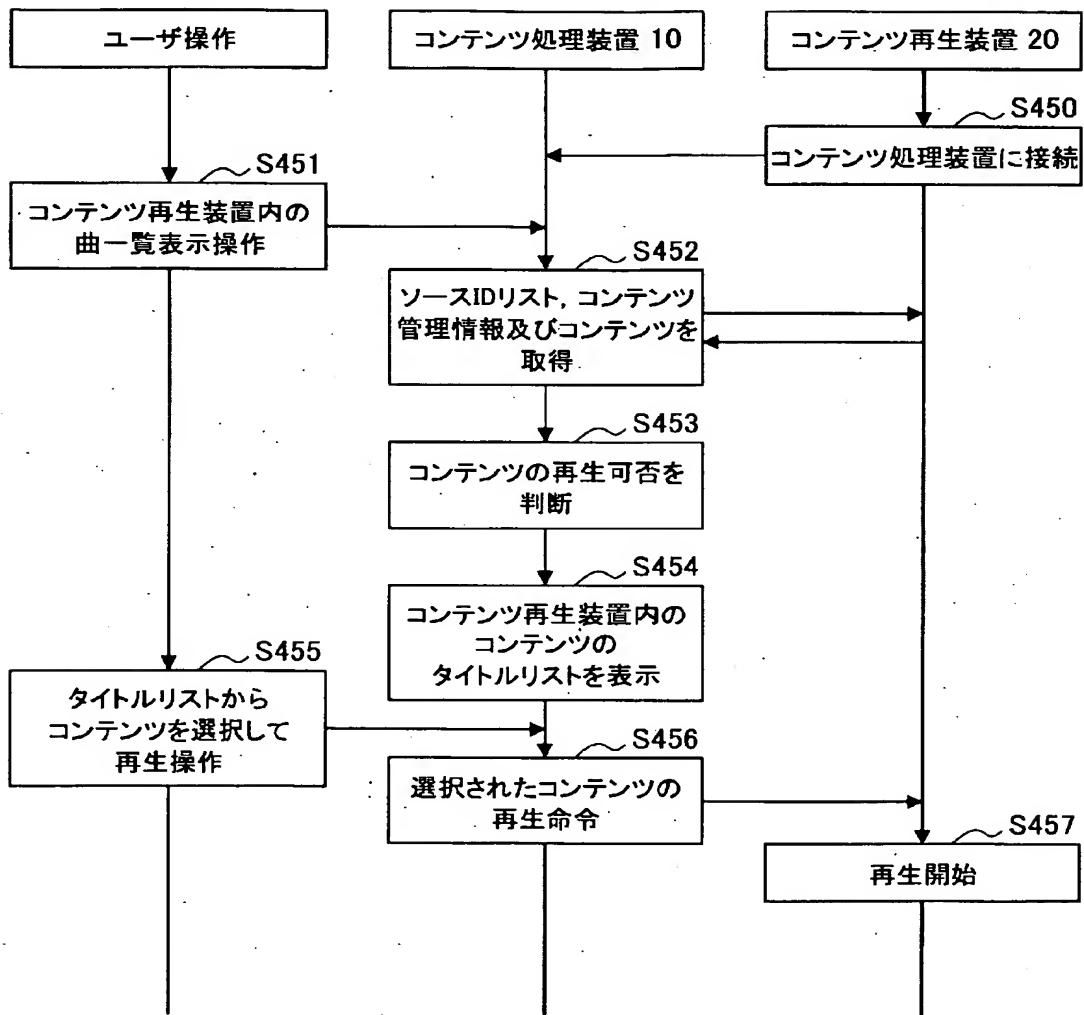 ユーザ操作
コンテンツ処理装置 10
コンテンツ再生装置 20
S450
コンテンツ処理装置に接続
S451
コンテンツ再生装置内の
曲一覧表示操作
S452
ソースIDリスト, コンテンツ
管理情報及びコンテンツを
取得
S453
コンテンツの再生可否を
判断
S454
コンテンツ再生装置内の
コンテンツの
タイトルリストを表示
S455
タイトルリストから
コンテンツを選択して
再生操作
S456
選択されたコンテンツの
再生命令
S457
再生開始